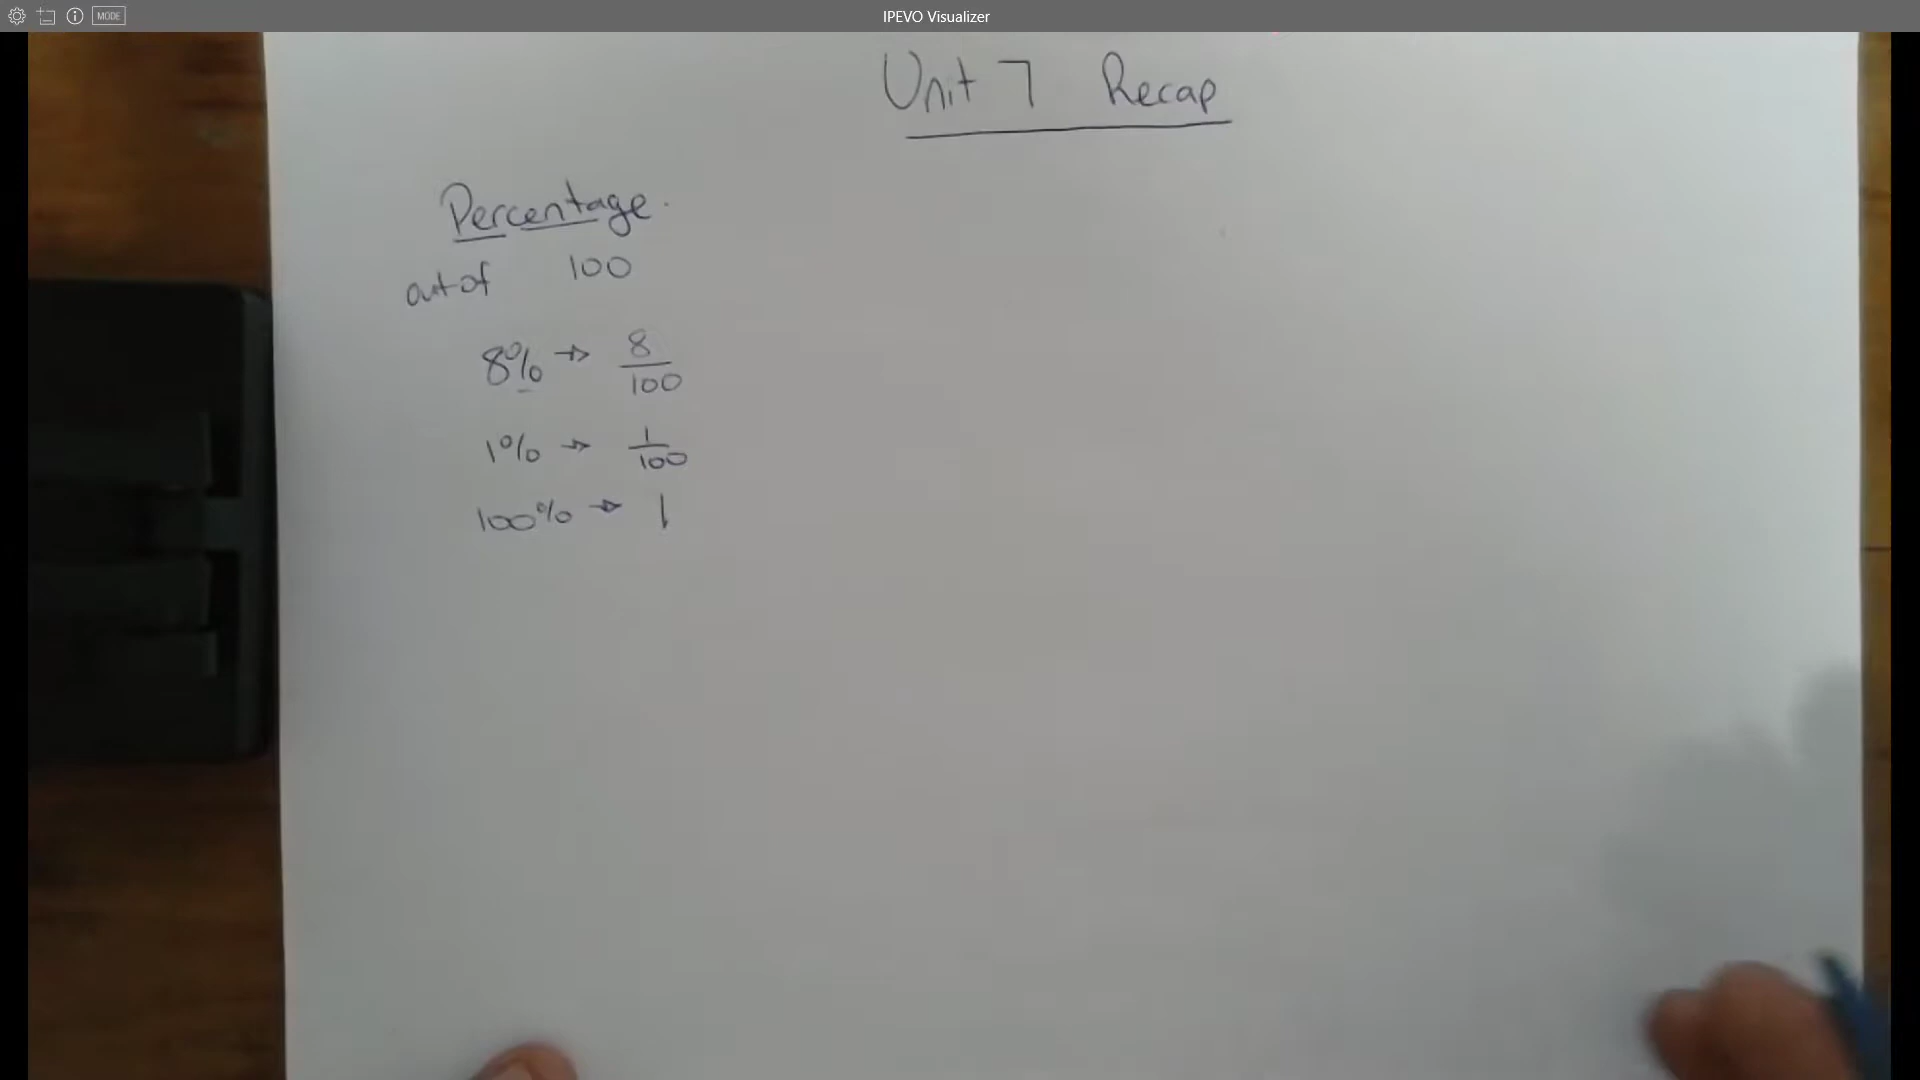 MODE
IPEVO Visualizer
Unit 7 Recap
Percentage.
out of 100
8% → 8/100
1% → 1/100
100% → 1